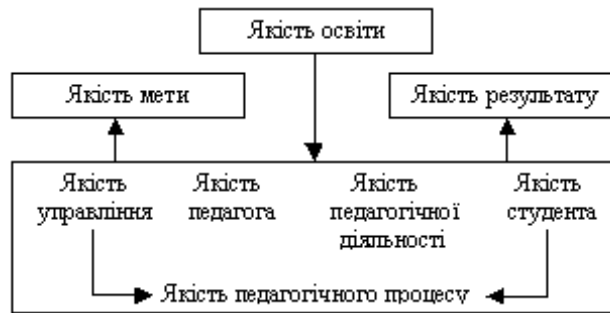 Якість освіти
Якість мети
Якість результату
Якість управління
Якість педагога
Якість педагогічної діяльності
Якість студента
Якість педагогічного процесу